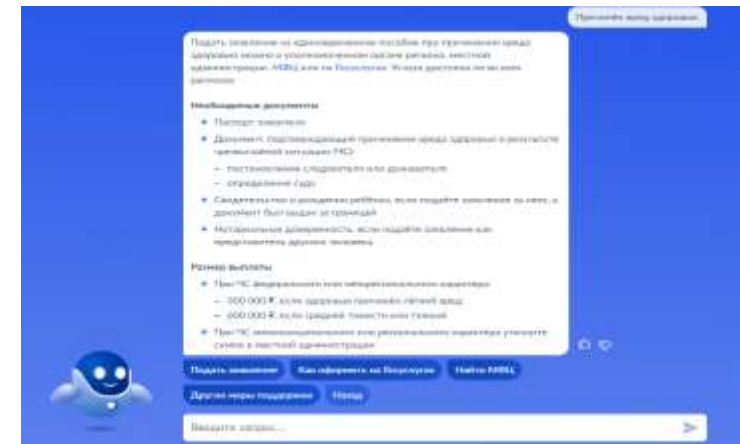 Причинён вред здоровью
Подать заявление на единовременное пособие при причинении вреда
здоровью можно в уполномоченном органе региона, местной
администрации, МФЦ или на Госуслугах. Услуга доступна не во всех
регионах
Необходимые документы
Паспорт заявителя
Документ, подтверждающий причинение вреда здоровью в результате
чрезвычайной ситуации (ЧС):
– постановление следователя или дознавателя
– определение суда
Свидетельство о рождении ребёнка, если подаёте заявление за него, а
документ был выдан за границей
Нотариальная доверенность, если подаёте заявление как
представитель другого человека
Размер выплаты
При ЧС федерального или межрегионального характера:
– 300 000 ₽, если здоровью причинён лёгкий вред
– 600 000 ₽, если средней тяжести или тяжкий
При ЧС межмуниципального или регионального характера уточните
сумму в местной администрации
Подать заявление Как оформить на Госуслугах Найти МФЦ
Другие меры поддержки Назад
Введите запрос...